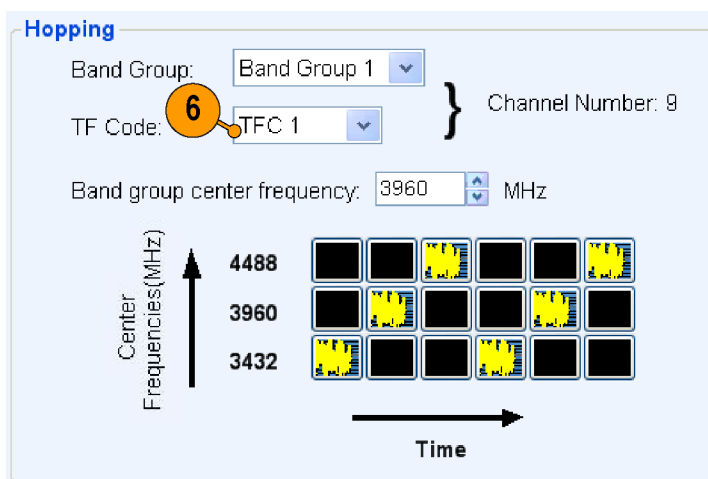 Hopping
Band Group: Band Group 1
Channel Number: 9
6
TF Code: TFC 1
Band group center frequency: 3960 MHz
Center
Frequencies(MHz)
4488
3960
3432
Time